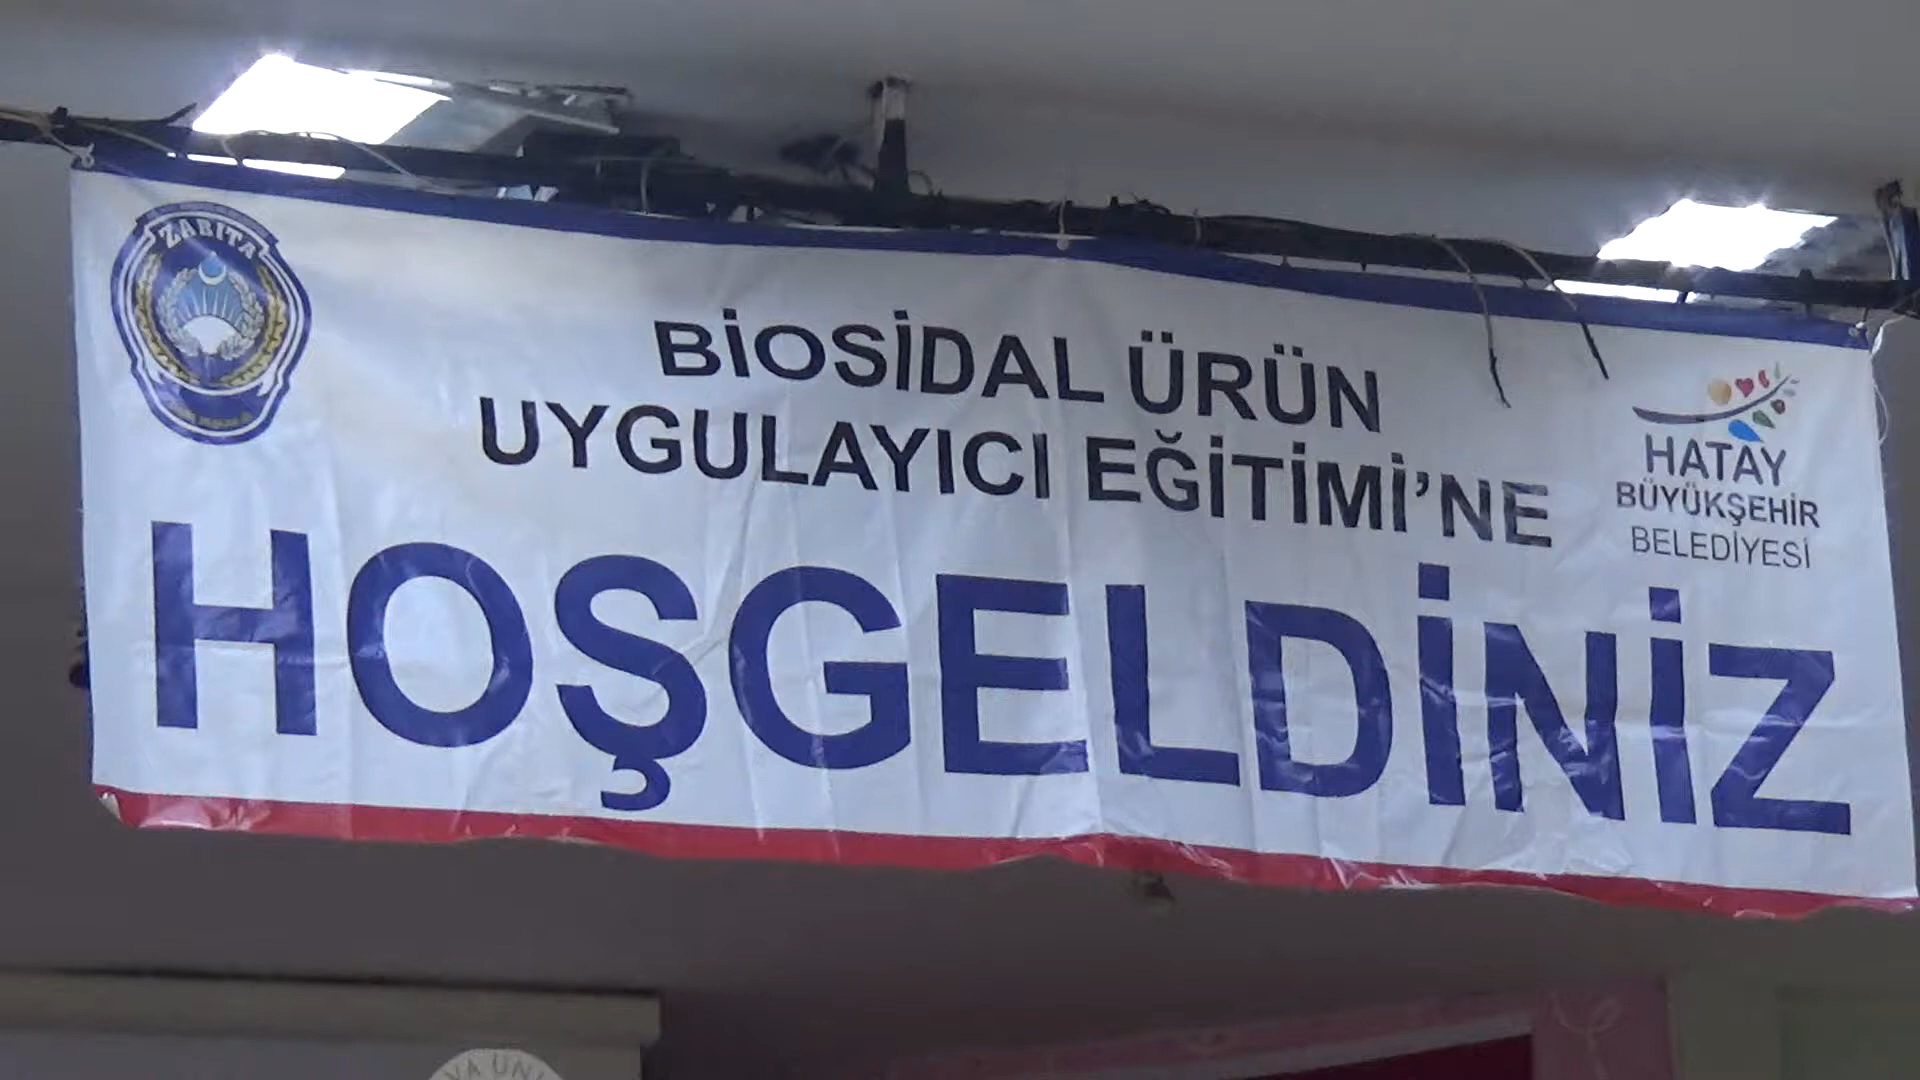 ZABITA
BİOSİDAL ÜRÜN
UYGULAYICI EĞİTİMİ'NE
HOŞGELDİNİZ
HATAY
BÜYÜKŞEHİR
BELEDİYESİ